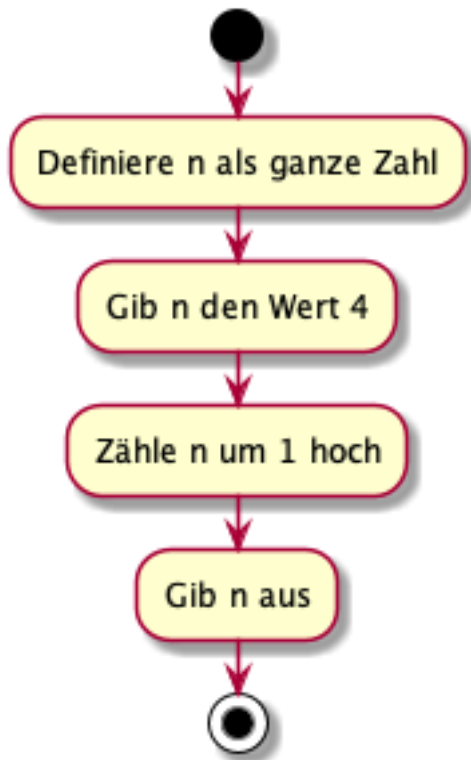 Definiere n als ganze Zahl
Gib n den Wert 4
Zähle n um 1 hoch
Gib n aus